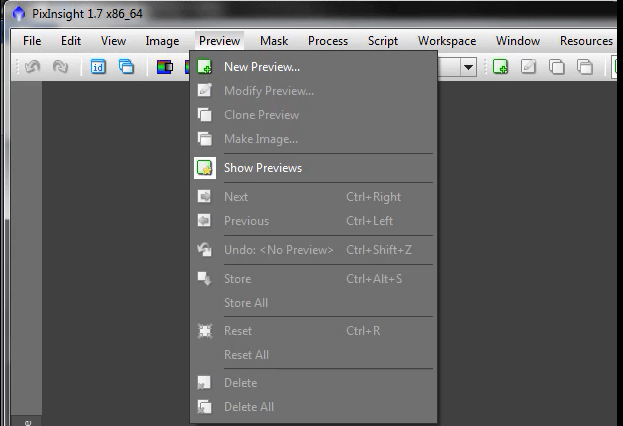 PixInsight 1.7 x86_64
File Edit View Image Preview Mask Process Script Workspace Window Resources
id
New Preview...
Modify Preview...
Clone Preview
Make Image...
Show Previews
Next Ctrl+Right
Previous Ctrl+Left
Undo: <No Preview> Ctrl+Shift+Z
Store Ctrl+Alt+S
Store All
Reset Ctrl+R
Reset All
Delete
Delete All